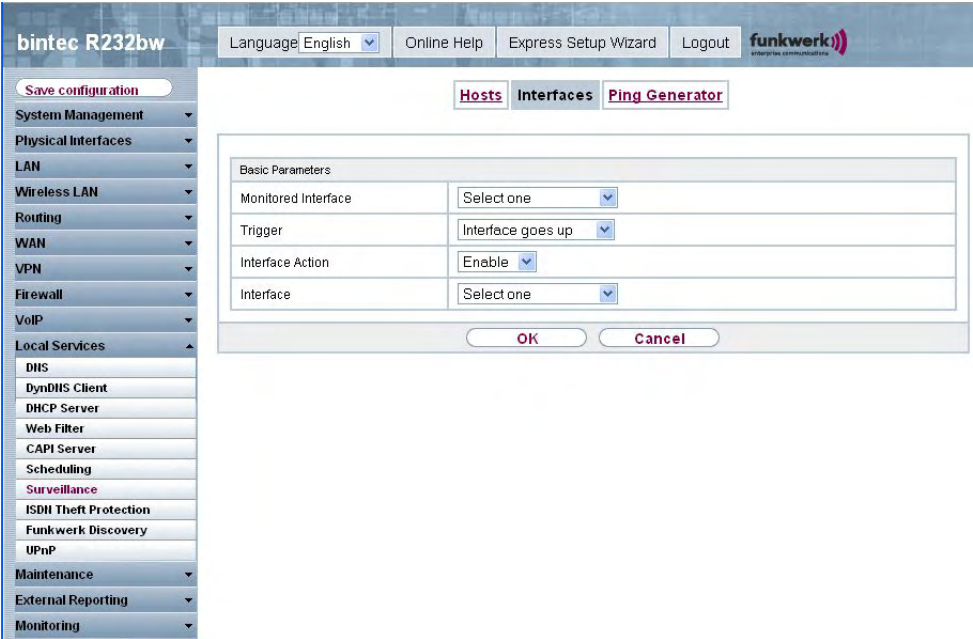 bintec R232bw
Language English
Online Help
Express Setup Wizard
Logout
funkwerk
enterprise communications
Save configuration
System Management
Physical Interfaces
LAN
Wireless LAN
Routing
WAN
VPN
Firewall
VoIP
Local Services
DNS
DynDNS Client
DHCP Server
Web Filter
CAPI Server
Scheduling
Surveillance
ISDN Theft Protection
Funkwerk Discovery
UPnP
Maintenance
External Reporting
Monitoring
Hosts Interfaces Ping Generator
Basic Parameters
Monitored Interface Select one
Trigger Interface goes up
Interface Action Enable
Interface Select one
OK Cancel